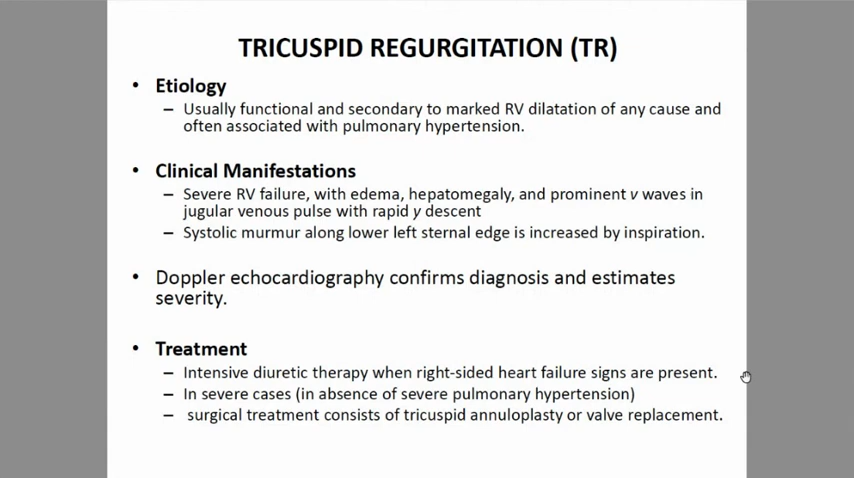 TRICUSPID REGURGITATION (TR)
• Etiology
– Usually functional and secondary to marked RV dilatation of any cause and
often associated with pulmonary hypertension.
• Clinical Manifestations
– Severe RV failure, with edema, hepatomegaly, and prominent v waves in
jugular venous pulse with rapid y descent
– Systolic murmur along lower left sternal edge is increased by inspiration.
• Doppler echocardiography confirms diagnosis and estimates
severity.
• Treatment
– Intensive diuretic therapy when right-sided heart failure signs are present.
– In severe cases (in absence of severe pulmonary hypertension)
– surgical treatment consists of tricuspid annuloplasty or valve replacement.